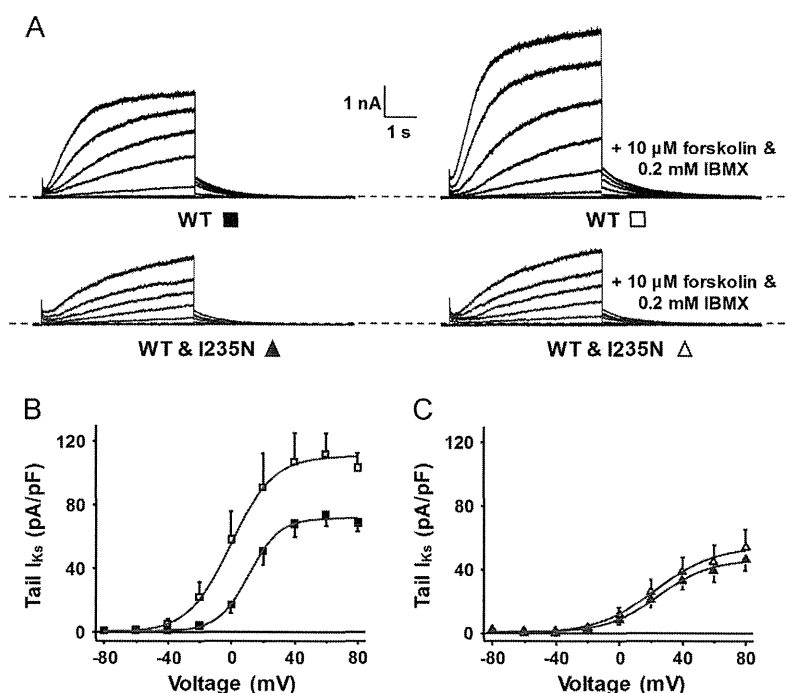 A
1 nA
1 s
+ 10 µM forskolin &
0.2 mM IBMX
WT ■
WT □
+ 10 µM forskolin &
0.2 mM IBMX
WT & I235N ▲
WT & I235N △
B
C
120
80
40
0
Tail IKs (pA/pF)
-80 -40 0 40 80
Voltage (mV)
120
80
40
0
Tail IKs (pA/pF)
-80 -40 0 40 80
Voltage (mV)